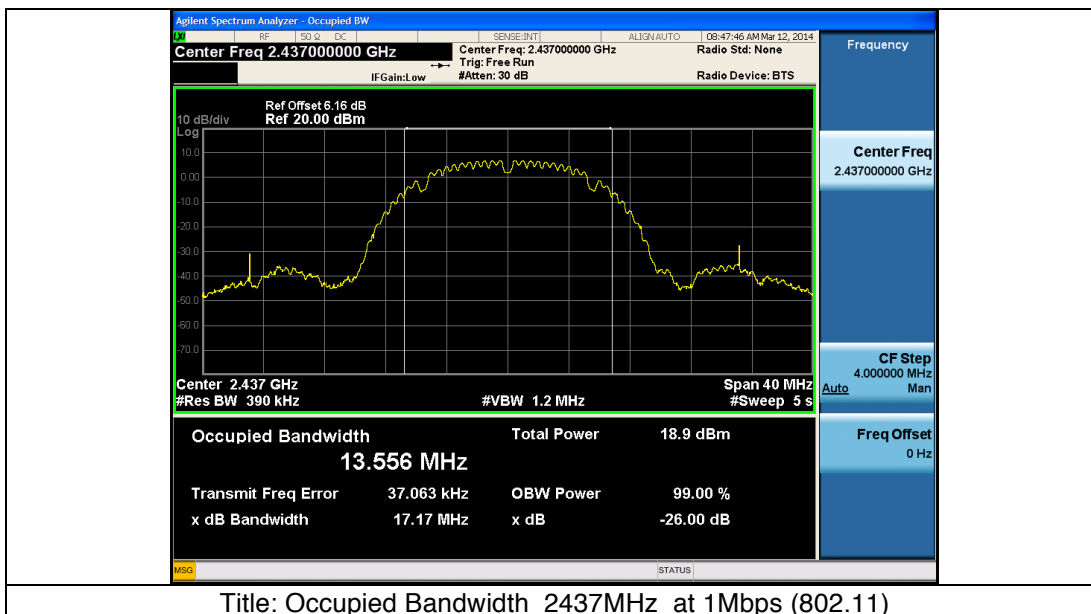 Agilent Spectrum Analyzer - Occupied BW
LXI RF 50 Ω DC SENSE:INT ALIGN AUTO 08:47:46 AM Mar 12, 2014
Center Freq 2.437000000 GHz
Center Freq: 2.437000000 GHz
Radio Std: None
Trig: Free Run
IFGain:Low
#Atten: 30 dB
Radio Device: BTS
Frequency
Ref Offset 6.16 dB
10 dB/div Ref 20.00 dBm
Log
10.0
0.00
-10.0
-20.0
-30.0
-40.0
-50.0
-60.0
-70.0
Center 2.437 GHz Span 40 MHz
#Res BW 390 kHz #VBW 1.2 MHz #Sweep 5 s
Center Freq
2.437000000 GHz
CF Step
4.000000 MHz
Auto Man
Freq Offset
0 Hz
Occupied Bandwidth Total Power 18.9 dBm
13.556 MHz
Transmit Freq Error 37.063 kHz OBW Power 99.00 %
x dB Bandwidth 17.17 MHz x dB -26.00 dB
MSG STATUS
Title: Occupied Bandwidth_2437MHz_at 1Mbps (802.11)